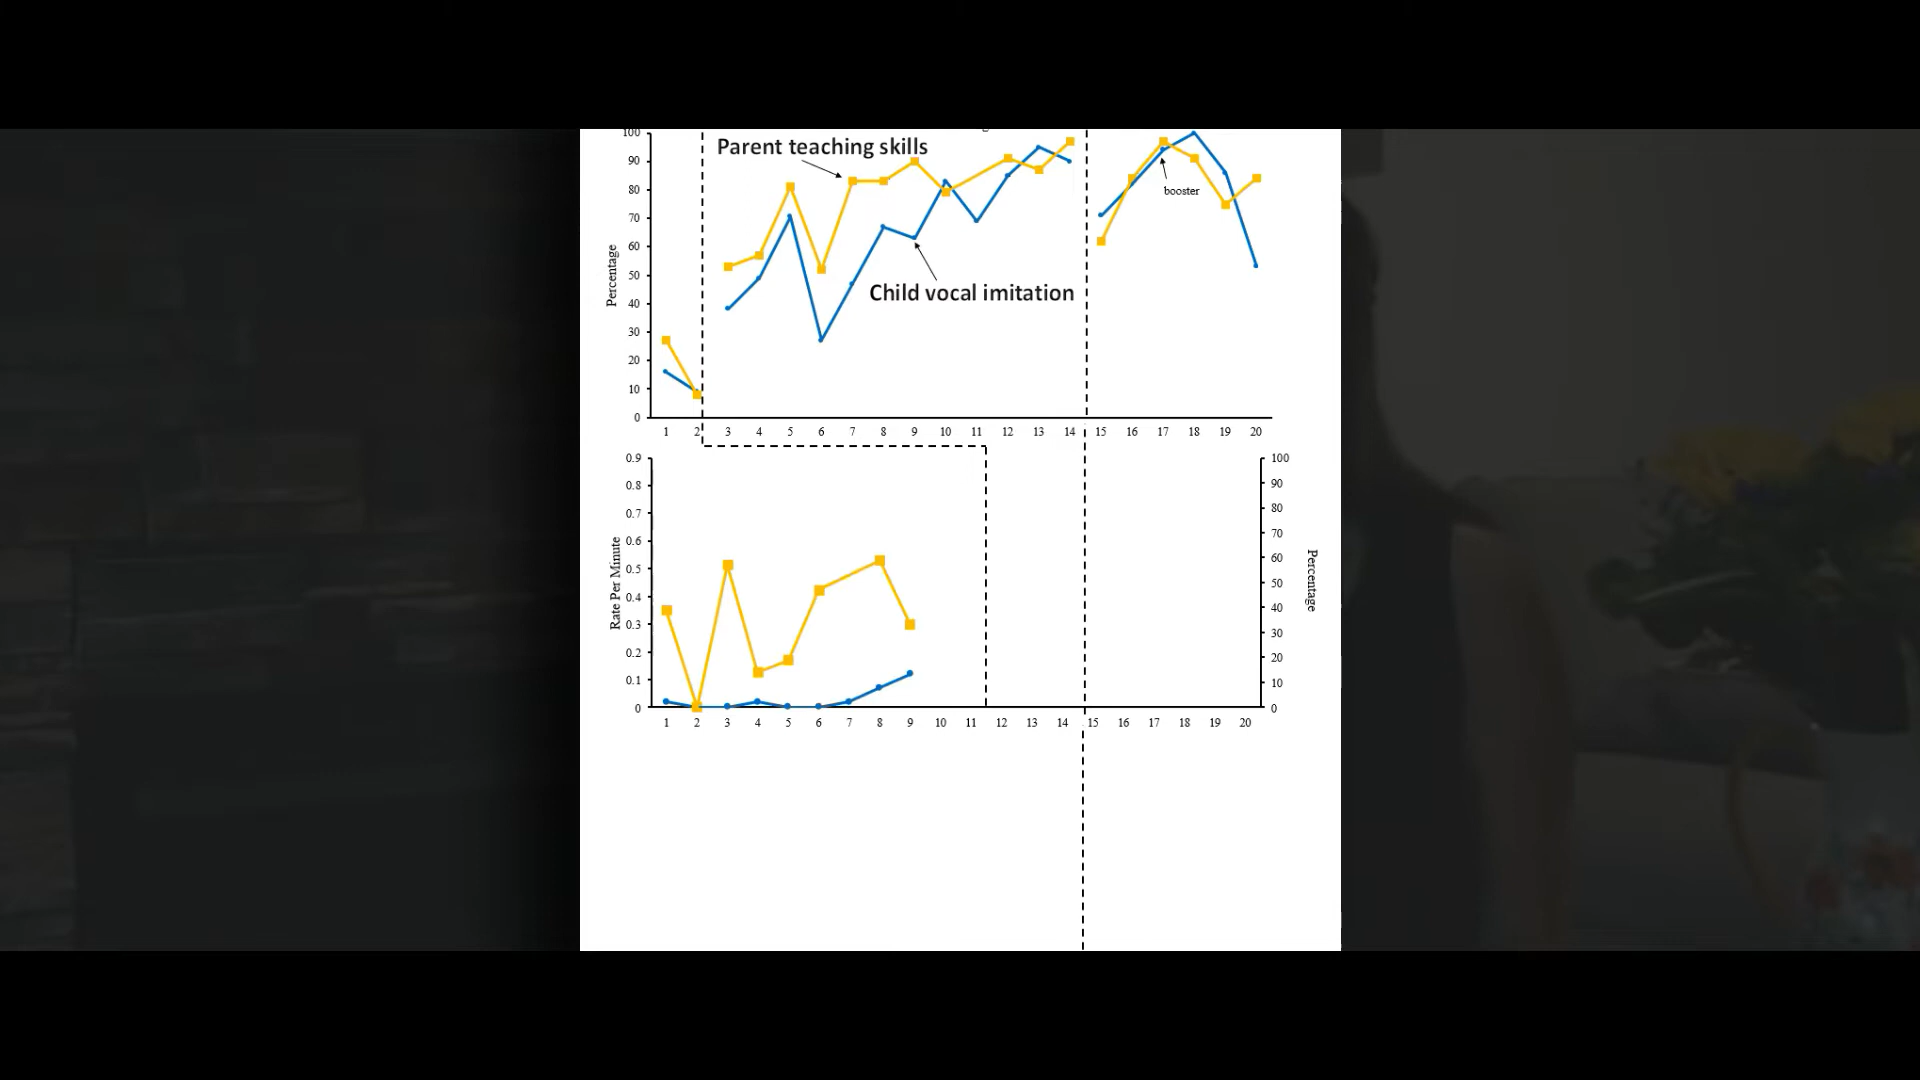 100
Parent teaching skills
90
80
booster
70
60
Percentage
50
Child vocal imitation
40
30
20
10
0
1 2 3 4 5 6 7 8 9 10 11 12 13 14 15 16 17 18 19 20
0.9 100
0.8 90
0.7 80
0.6 70
0.5 60
Rate Per Minute
Percentage
50
0.4 40
0.3 30
0.2 20
0.1 10
0 0
1 2 3 4 5 6 7 8 9 10 11 12 13 14 15 16 17 18 19 20